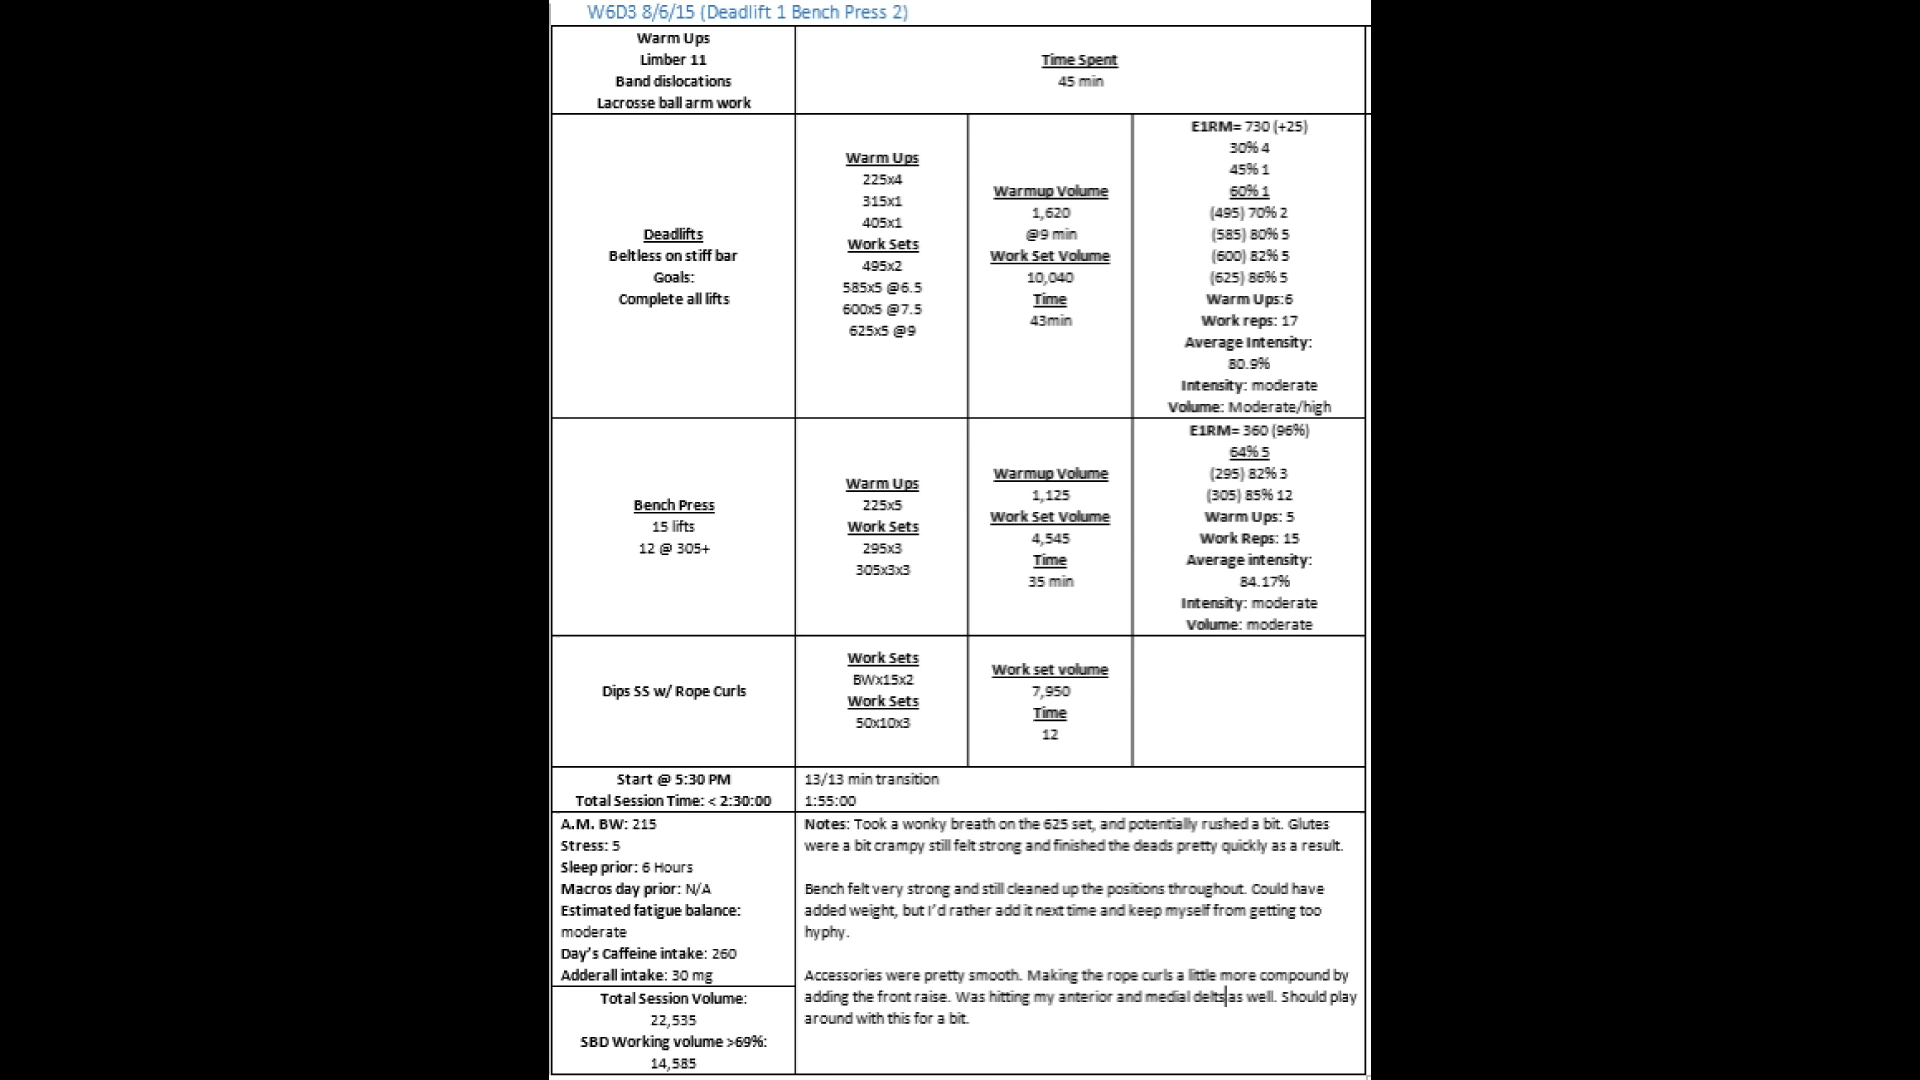 W6D3 8/6/15 (Deadlift 1 Bench Press 2)
Warm Ups
Limber 11
Band dislocations
Lacrosse ball arm work
Time Spent
45 min
Deadlifts
Beltless on stiff bar
Goals:
Complete all lifts
Warm Ups
225x4
315x1
405x1
Work Sets
495x2
585x5 @6.5
600x5 @7.5
625x5 @9
Warmup Volume
1,620
@9 min
Work Set Volume
10,040
Time
43min
E1RM= 730 (+25)
30% 4
45% 1
60% 1
(495) 70% 2
(585) 80% 5
(600) 82% 5
(625) 86% 5
Warm Ups:6
Work reps: 17
Average Intensity:
80.9%
Intensity: moderate
Volume: Moderate/high
Bench Press
15 lifts
12 @ 305+
Warm Ups
225x5
Work Sets
295x3
305x3x3
Warmup Volume
1,125
Work Set Volume
4,545
Time
35 min
E1RM= 360 (96%)
64% 5
(295) 82% 3
(305) 85% 12
Warm Ups: 5
Work Reps: 15
Average intensity:
84.17%
Intensity: moderate
Volume: moderate
Dips SS w/ Rope Curls
Work Sets
BWx15x2
Work Sets
50x10x3
Work set volume
7,950
Time
12
Start @ 5:30 PM
Total Session Time: < 2:30:00
13/13 min transition
1:55:00
A.M. BW: 215
Stress: 5
Sleep prior: 6 Hours
Macros day prior: N/A
Estimated fatigue balance:
moderate
Day's Caffeine intake: 260
Adderall intake: 30 mg
Total Session Volume:
22,535
SBD Working volume >69%:
14,585
Notes: Took a wonky breath on the 625 set, and potentially rushed a bit. Glutes
were a bit crampy still felt strong and finished the deads pretty quickly as a result.
Bench felt very strong and still cleaned up the positions throughout. Could have
added weight, but I'd rather add it next time and keep myself from getting too
hyphy.
Accessories were pretty smooth. Making the rope curls a little more compound by
adding the front raise. Was hitting my anterior and medial delts as well. Should play
around with this for a bit.